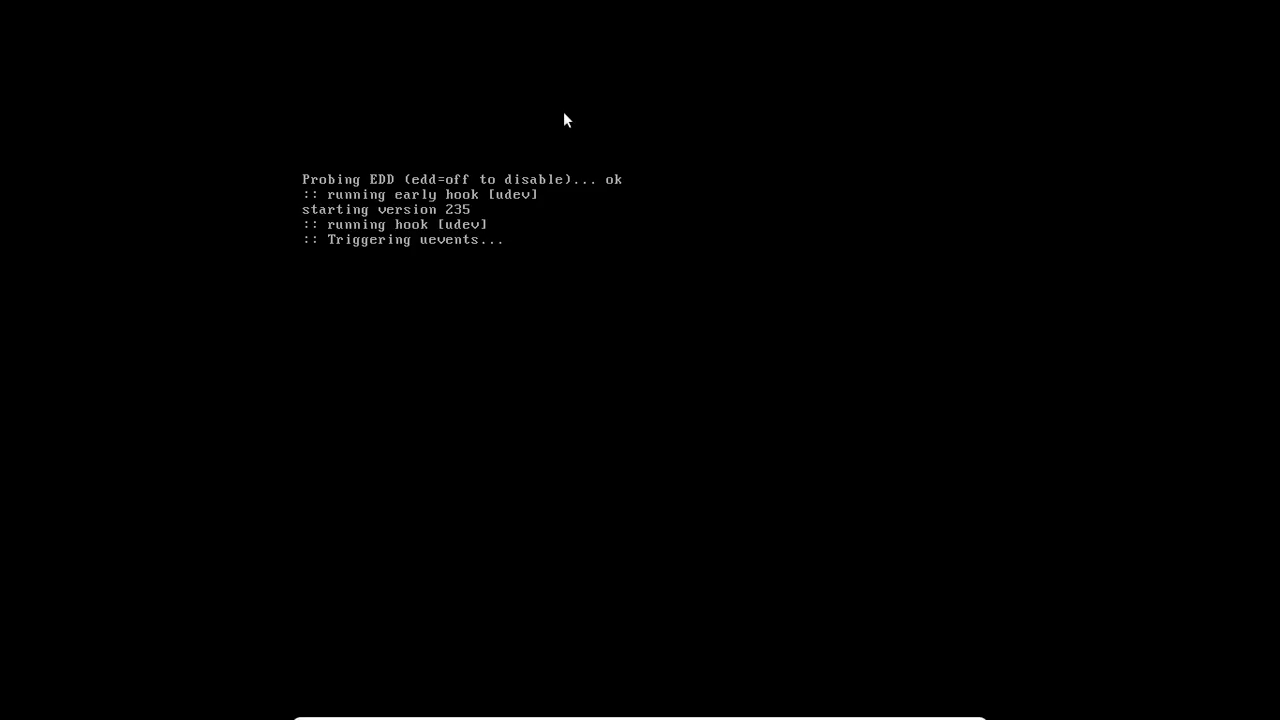 Probing EDD (edd=off to disable)... ok
:: running early hook [udev]
starting version 235
:: running hook [udev]
:: Triggering uevents...